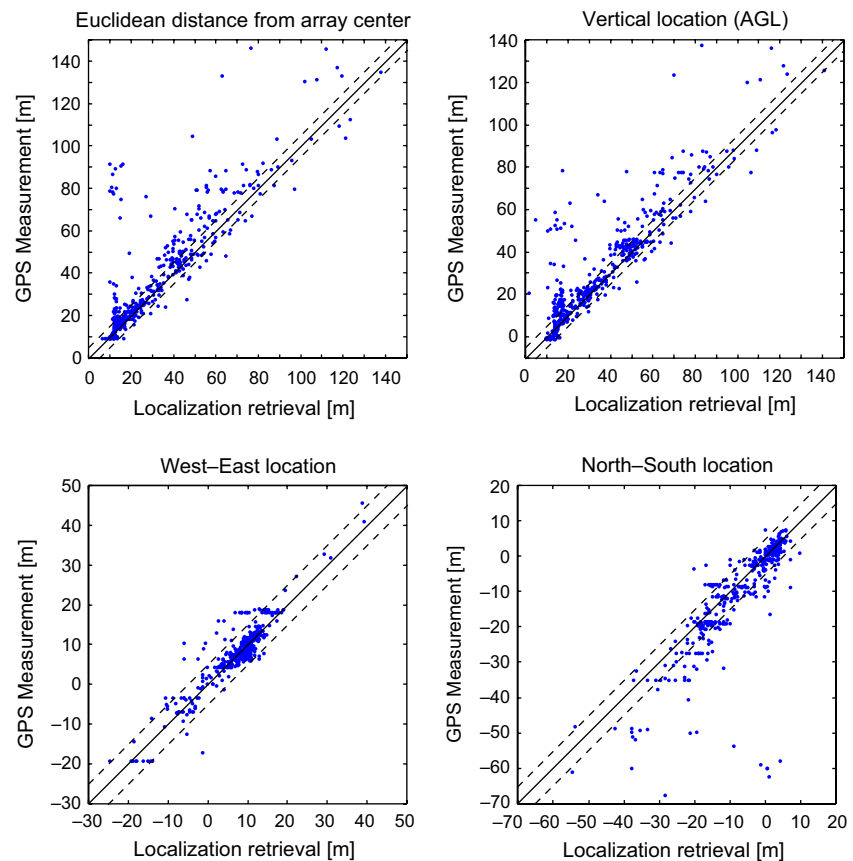 Euclidean distance from array center
GPS Measurement [m]
140
120
100
80
60
40
20
0
0 20 40 60 80 100 120 140
Localization retrieval [m]
Vertical location (AGL)
GPS Measurement [m]
140
120
100
80
60
40
20
0
0 20 40 60 80 100 120 140
Localization retrieval [m]
West–East location
GPS Measurement [m]
50
40
30
20
10
0
–10
–20
–30
–30 –20 –10 0 10 20 30 40 50
Localization retrieval [m]
North–South location
GPS Measurement [m]
20
10
0
–10
–20
–30
–40
–50
–60
–70
–70 –60 –50 –40 –30 –20 –10 0 10 20
Localization retrieval [m]